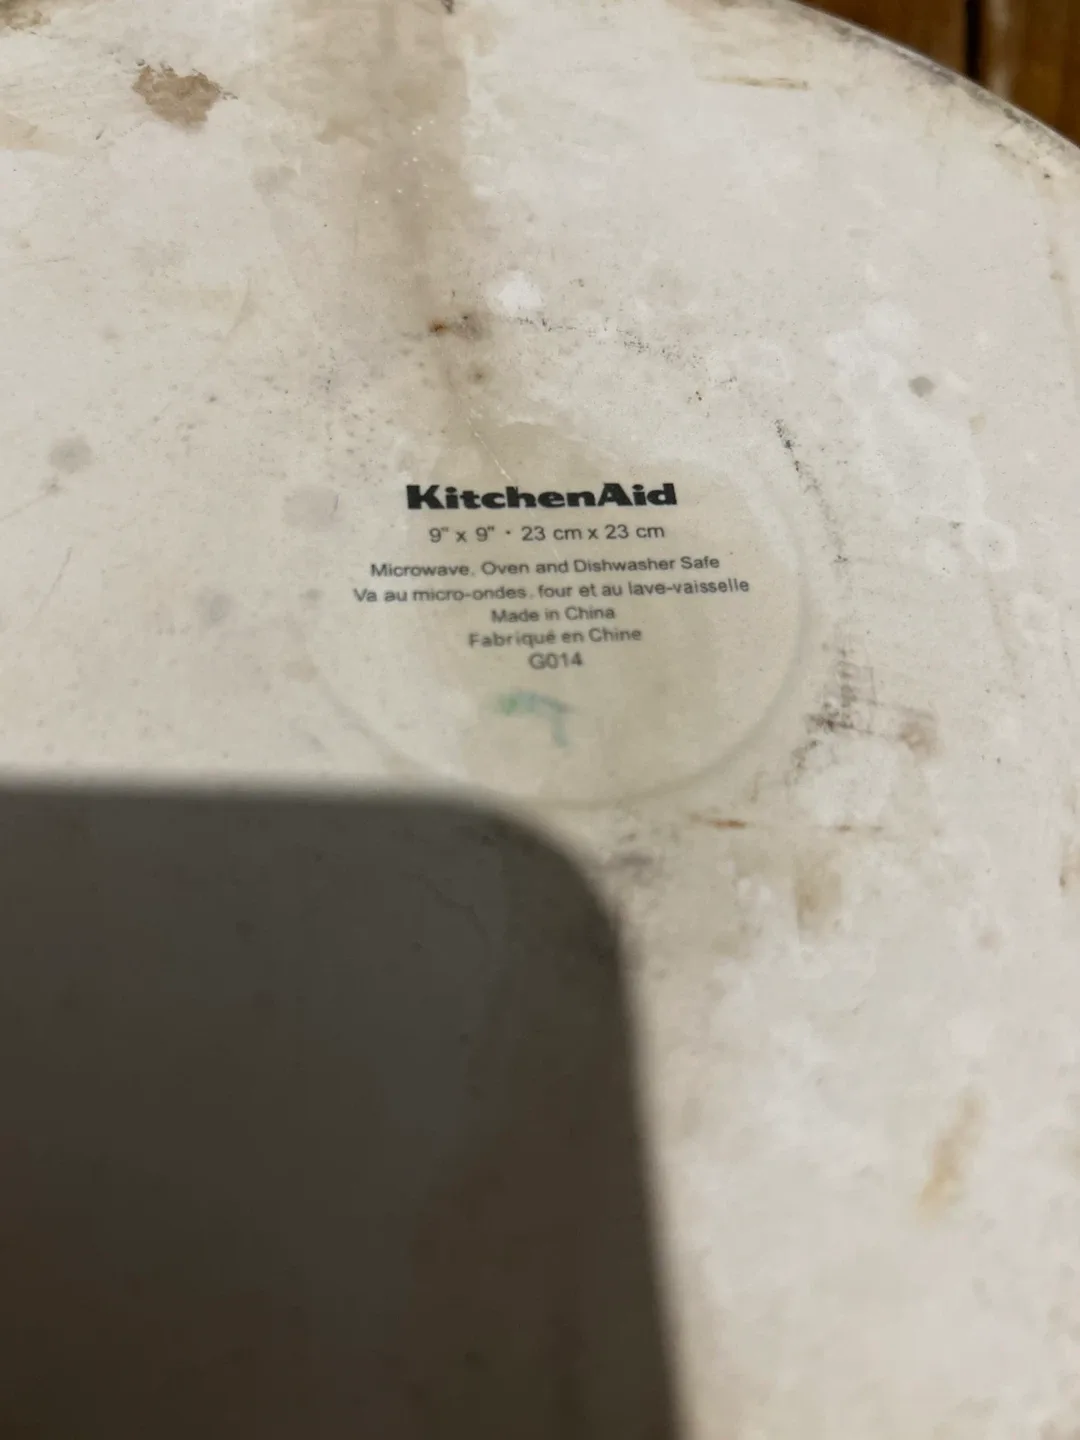 KitchenAid
9" x 9" · 23 cm x 23 cm
Microwave, Oven and Dishwasher Safe
Va au micro-ondes, four et au lave-vaisselle
Made in China
Fabriqué en Chine
G014